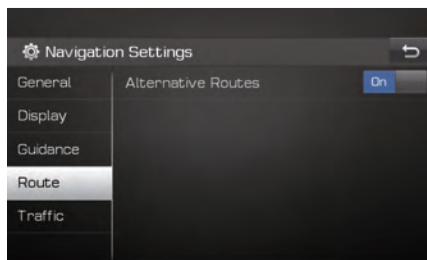 Navigation Settings
General
Alternative Routes
On
Display
Guidance
Route
Traffic